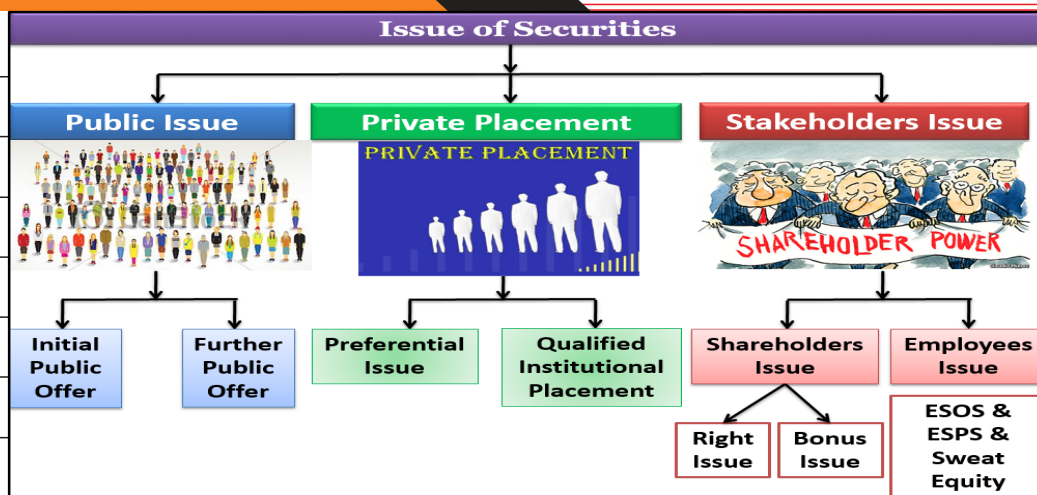 Issue of Securities
Public Issue
Private Placement
Stakeholders Issue
PRIVATE PLACEMENT
SHAREHOLDER POWER
Initial
Public
Offer
Further
Public
Offer
Preferential
Issue
Qualified
Institutional
Placement
Shareholders
Issue
Employees
Issue
Right
Issue
Bonus
Issue
ESOS &
ESPS &
Sweat
Equity